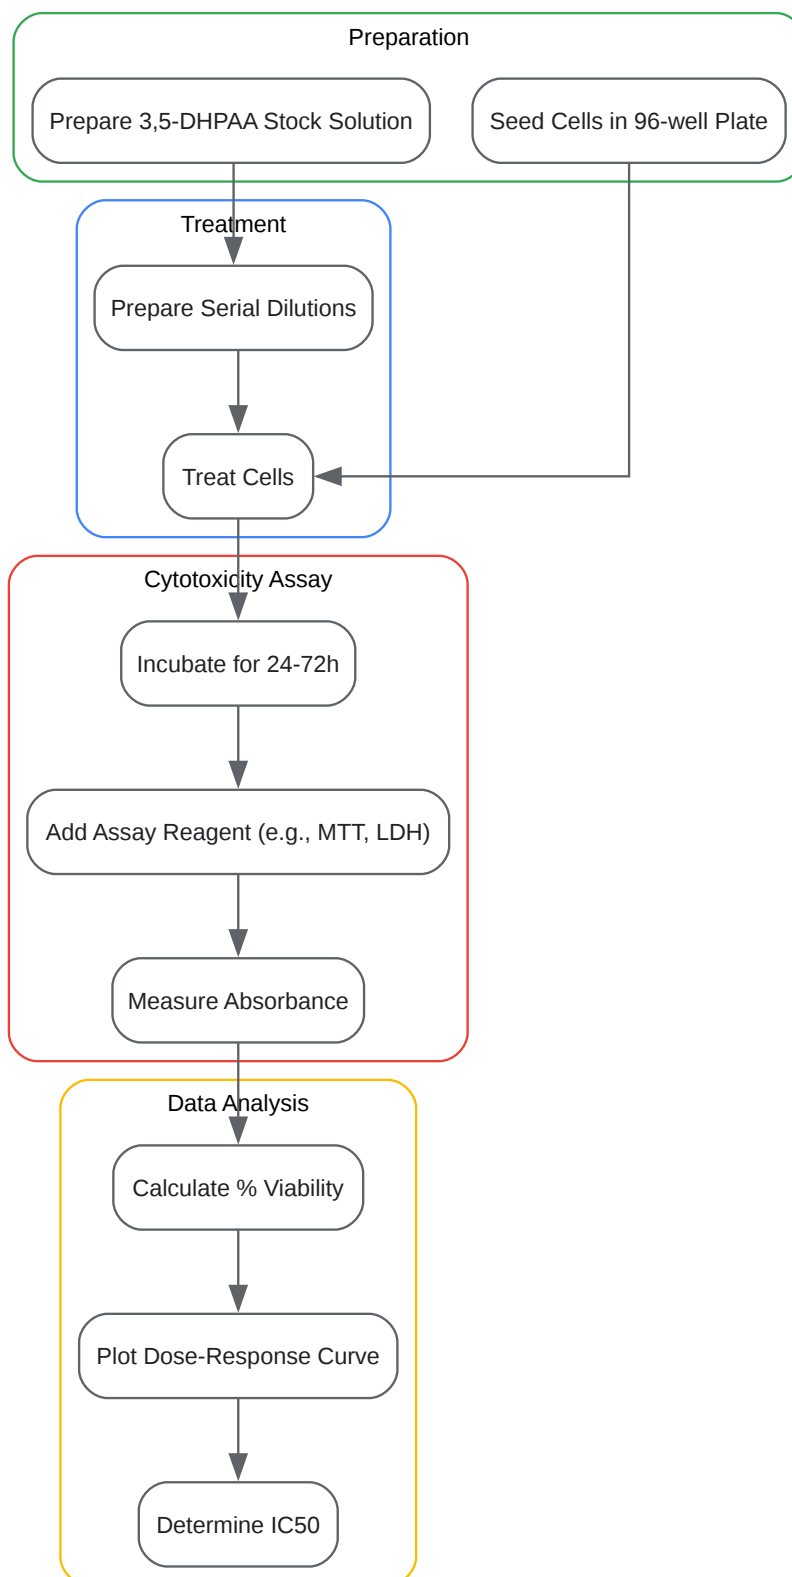 Preparation
Prepare 3,5-DHPAA Stock Solution
Seed Cells in 96-well Plate
Treatment
Prepare Serial Dilutions
Treat Cells
Cytotoxicity Assay
Incubate for 24-72h
Add Assay Reagent (e.g., MTT, LDH)
Measure Absorbance
Data Analysis
Calculate % Viability
Plot Dose-Response Curve
Determine IC50